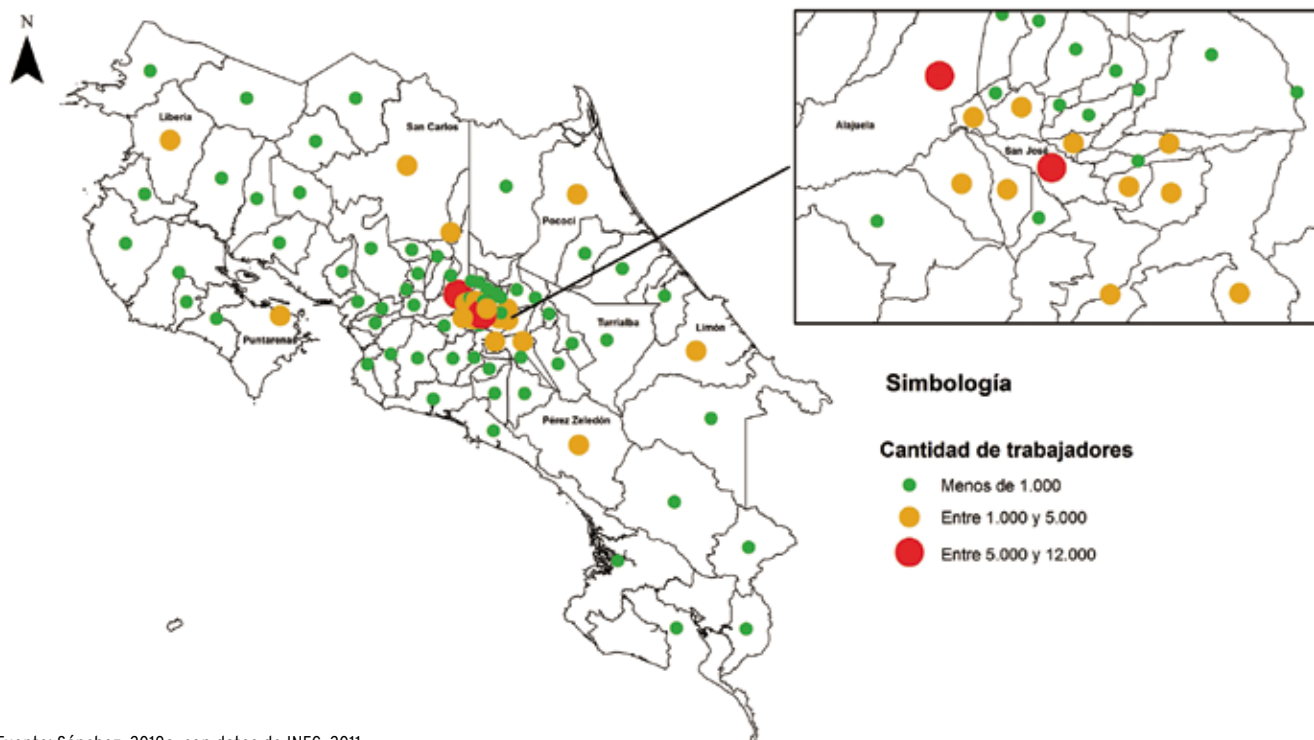 N
Liberia
San Carlos
Pococí
Puntarenas
Turrialba
Limón
Pérez Zeledón
Alajuela
San José
Simbología
Cantidad de trabajadores
Menos de 1.000
Entre 1.000 y 5.000
Entre 5.000 y 12.000